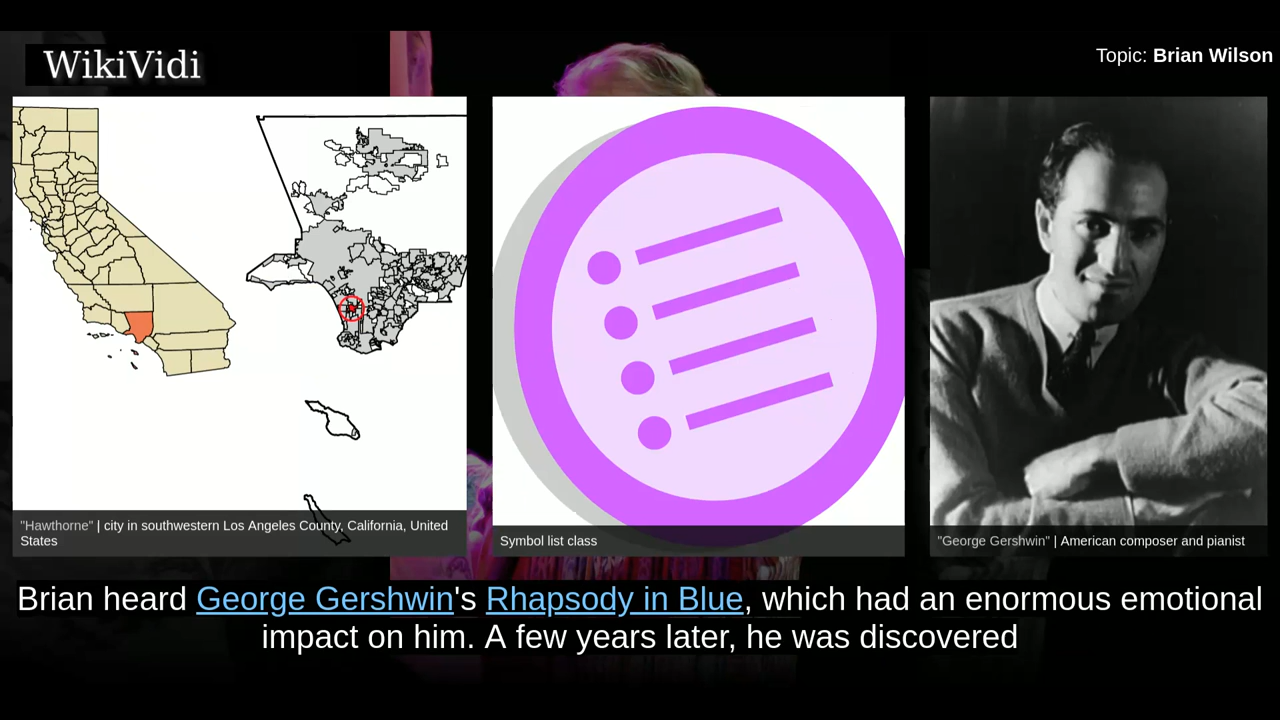 WikiVidi
Topic: Brian Wilson
"Hawthorne" | city in southwestern Los Angeles County, California, United
States
Symbol list class
"George Gershwin" | American composer and pianist
Brian heard George Gershwin's Rhapsody in Blue, which had an enormous emotional
impact on him. A few years later, he was discovered